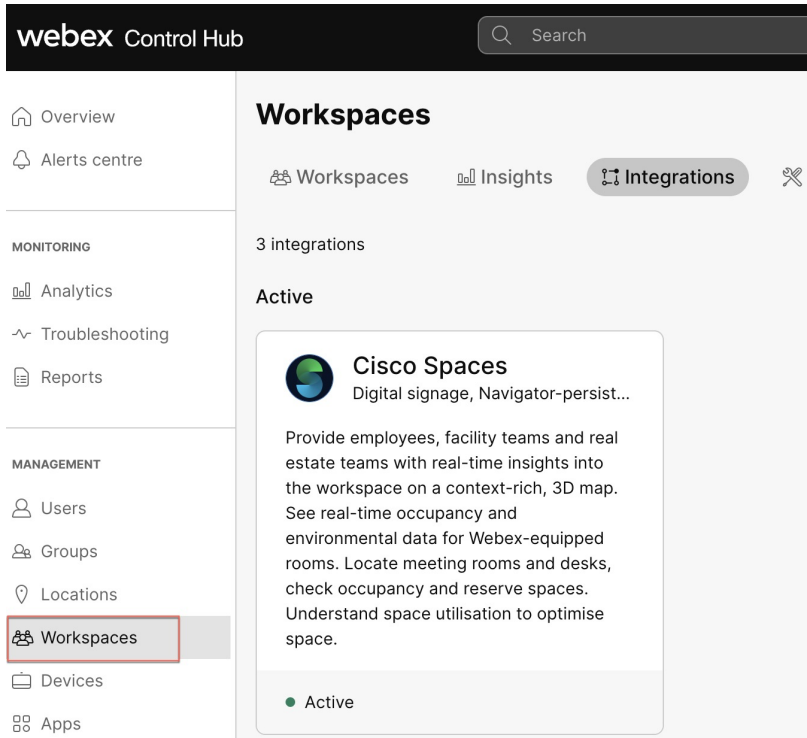 webex Control Hub
Search
Overview
Alerts centre
MONITORING
Analytics
Troubleshooting
Reports
MANAGEMENT
Users
Groups
Locations
Workspaces
Devices
Apps
Workspaces
Workspaces Insights Integrations
3 integrations
Active
Cisco Spaces
Digital signage, Navigator-persist...
Provide employees, facility teams and real
estate teams with real-time insights into
the workspace on a context-rich, 3D map.
See real-time occupancy and
environmental data for Webex-equipped
rooms. Locate meeting rooms and desks,
check occupancy and reserve spaces.
Understand space utilisation to optimise
space.
Active